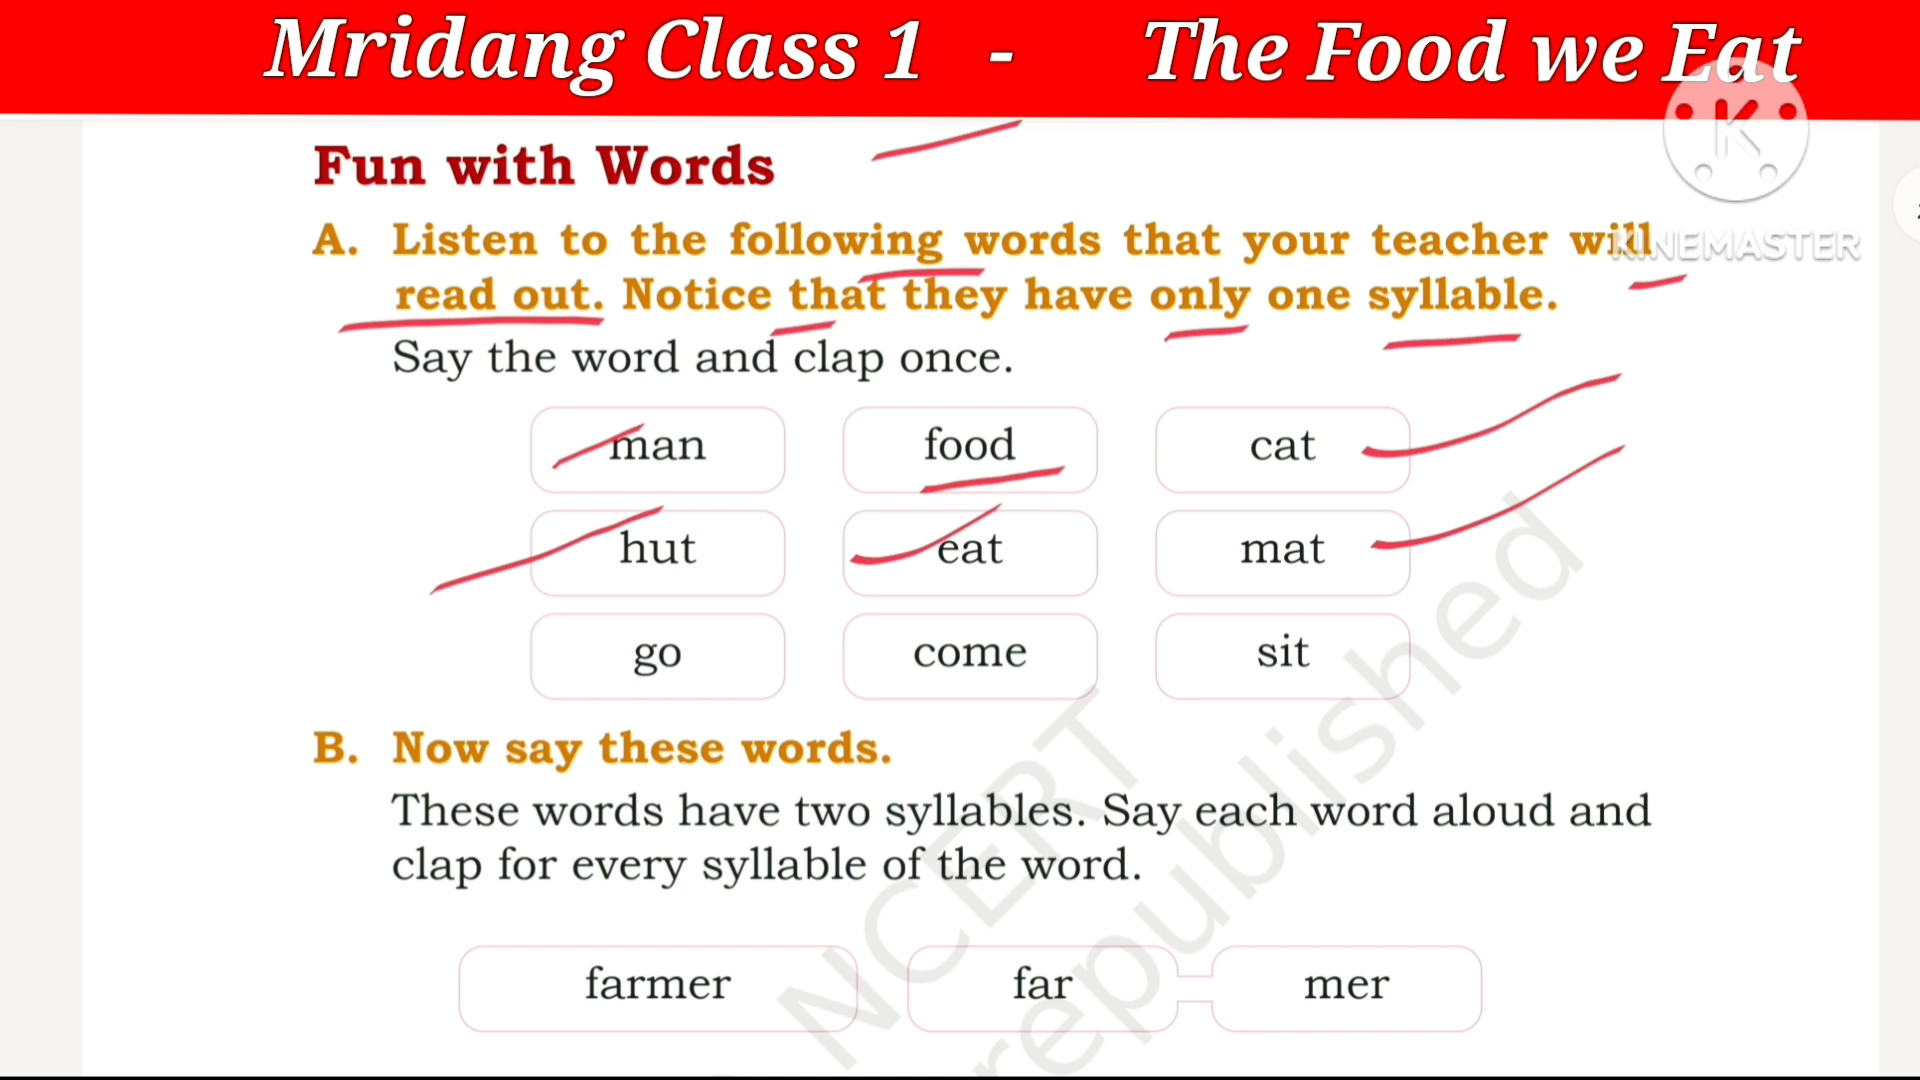 Mridang Class 1 - The Food we Eat
KINEMASTER
Fun with Words
A. Listen to the following words that your teacher will
read out. Notice that they have only one syllable.
Say the word and clap once.
man food cat
hut eat mat
go come sit
B. Now say these words.
These words have two syllables. Say each word aloud and
clap for every syllable of the word.
farmer far mer
NCERT
republished